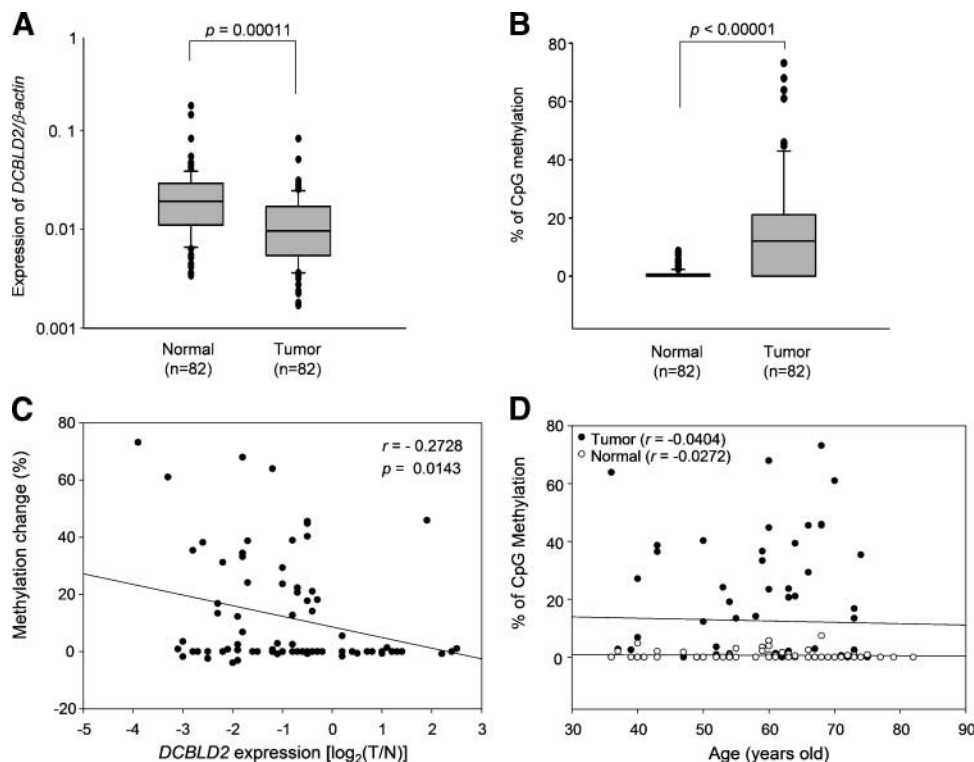 A
p = 0.00011
Expression of DCBLD2/β-actin
1
0.1
0.01
0.001
Normal
(n=82)
Tumor
(n=82)
B
p < 0.00001
% of CpG methylation
80
60
40
20
0
Normal
(n=82)
Tumor
(n=82)
C
r = - 0.2728
p = 0.0143
Methylation change (%)
80
60
40
20
0
-20
-5 -4 -3 -2 -1 0 1 2 3
DCBLD2 expression [log₂(T/N)]
D
Tumor (r = -0.0404)
Normal (r = -0.0272)
% of CpG Methylation
80
60
40
20
0
30 40 50 60 70 80 90
Age (years old)